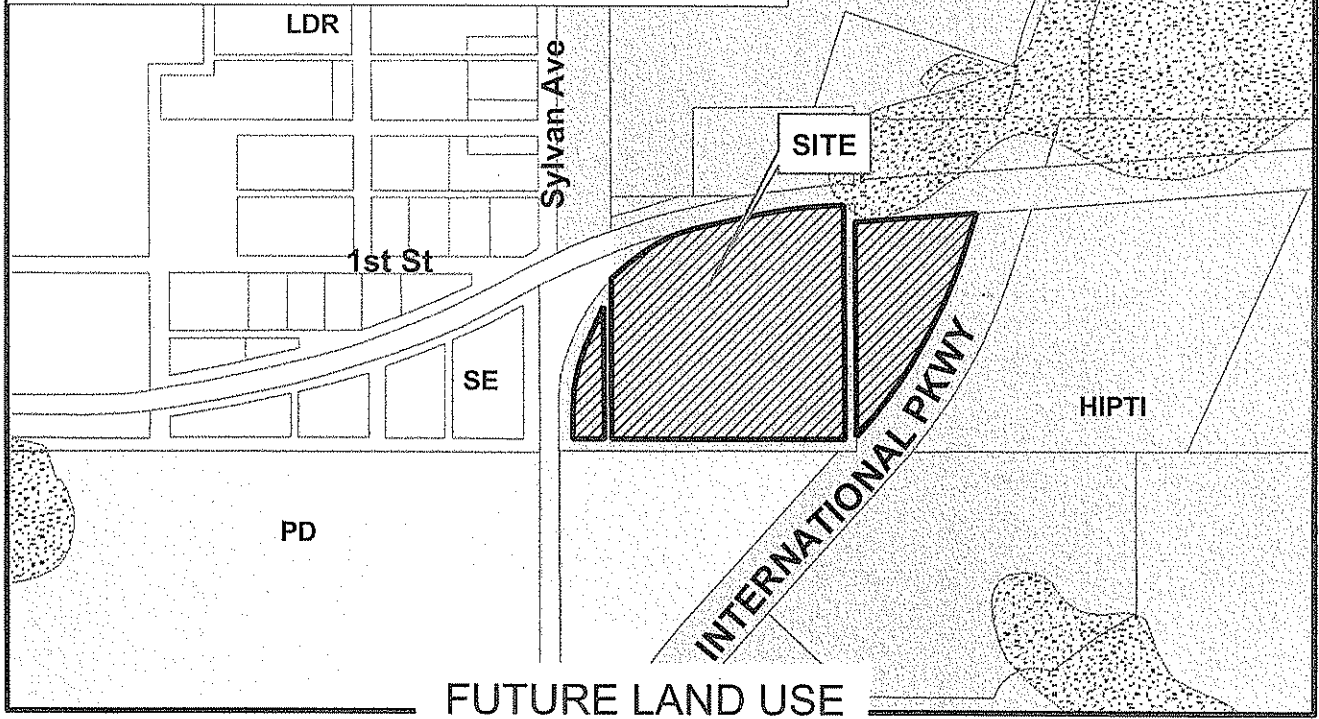 LDR
Sylvan Ave
SITE
1st St
SE
HIPTI
INTERNATIONAL PKWY
PD
FUTURE LAND USE